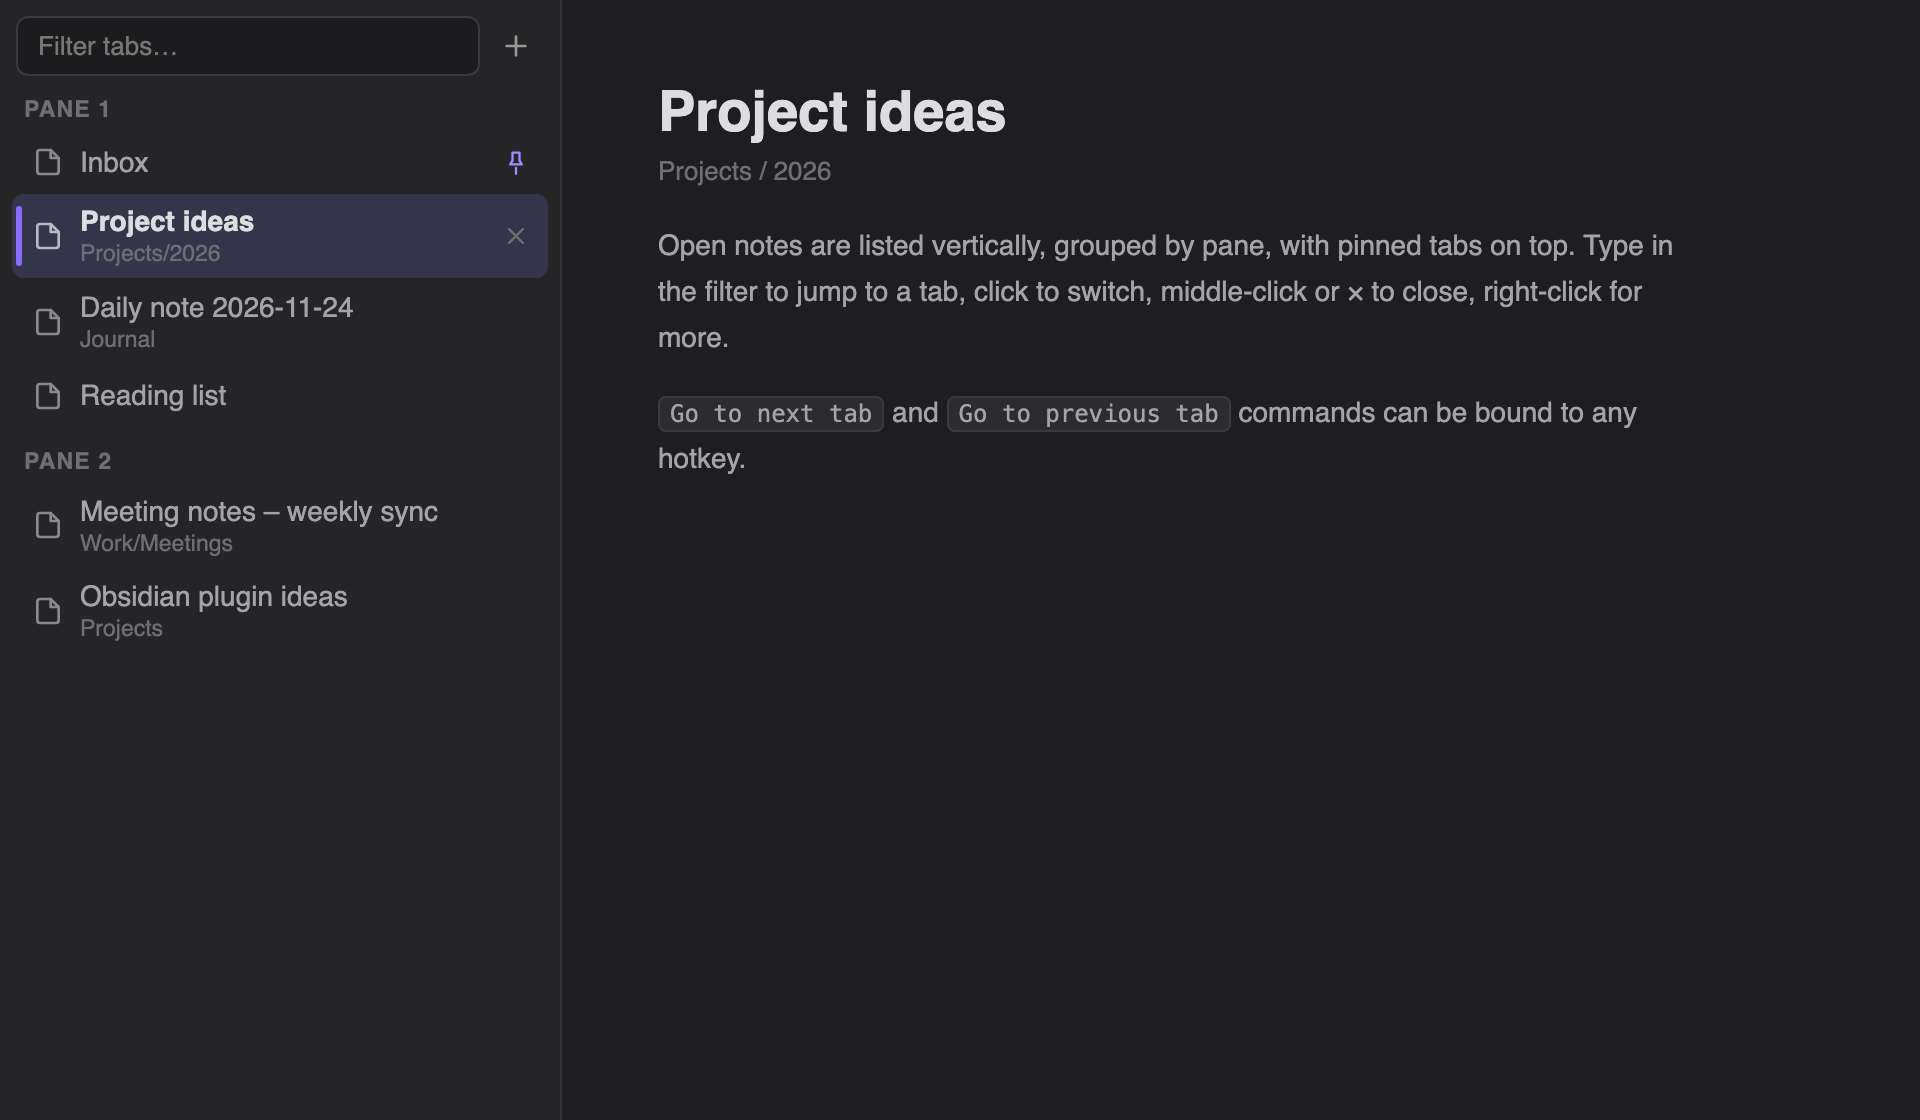 Filter tabs…
PANE 1
Inbox
Project ideas
Projects/2026
Daily note 2026-11-24
Journal
Reading list
PANE 2
Meeting notes – weekly sync
Work/Meetings
Obsidian plugin ideas
Projects
Project ideas
Projects / 2026
Open notes are listed vertically, grouped by pane, with pinned tabs on top. Type in
the filter to jump to a tab, click to switch, middle-click or × to close, right-click for
more.
Go to next tab and Go to previous tab commands can be bound to any
hotkey.